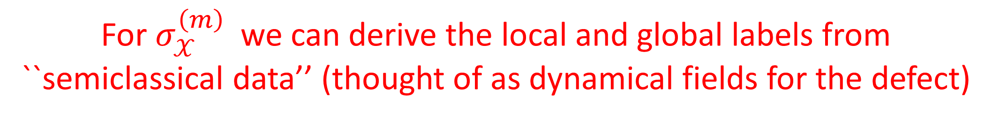 For σ_𝒳^(m) we can derive the local and global labels from
``semiclassical data’’ (thought of as dynamical fields for the defect)